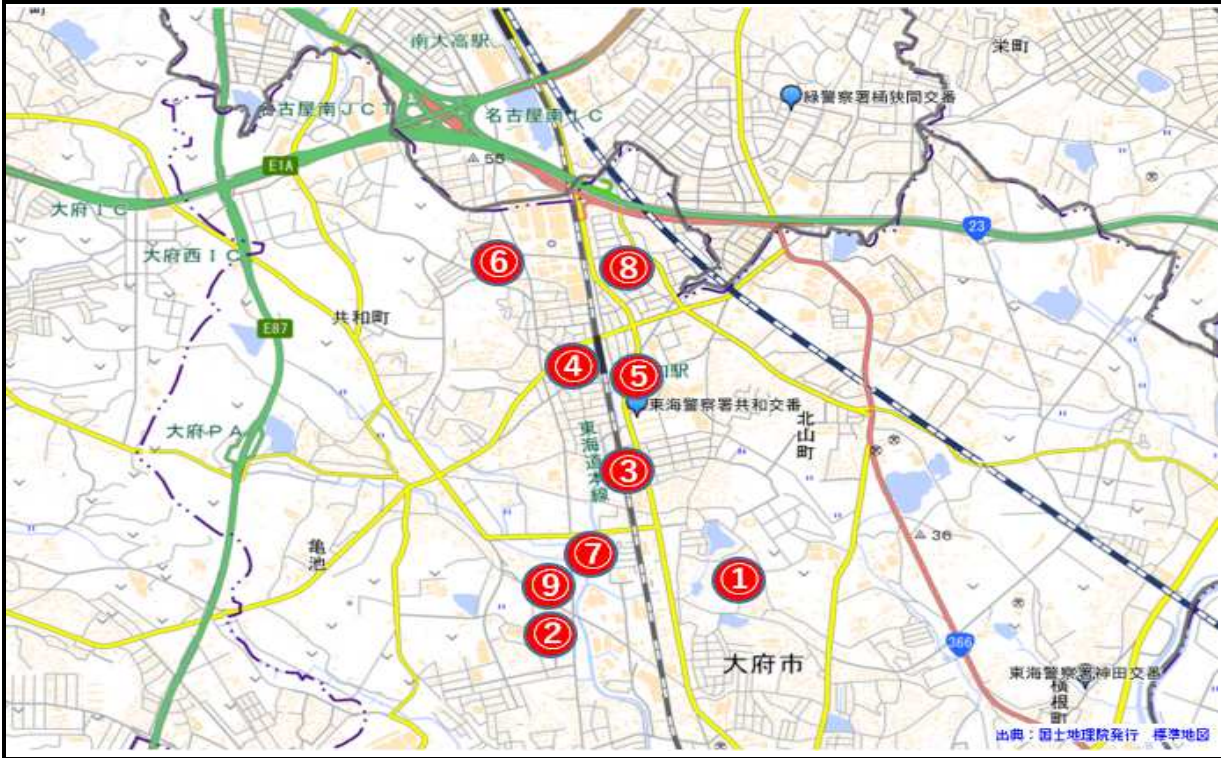 町
南大高駅
栄町
緑警察署桶狭間交番
名古屋南JCT
名古屋南IC
55
E1A
大府IC
23
大府西IC
⑥
⑧
共和町
E87
④
⑤
和駅
東海警察署共和交番
北山町
大府PA
東海道本線
③
36
亀池
⑦
⑨
①
②
366
大府市
東海警察署神田交番
横根町
出典：国土地理院発行 標準地図